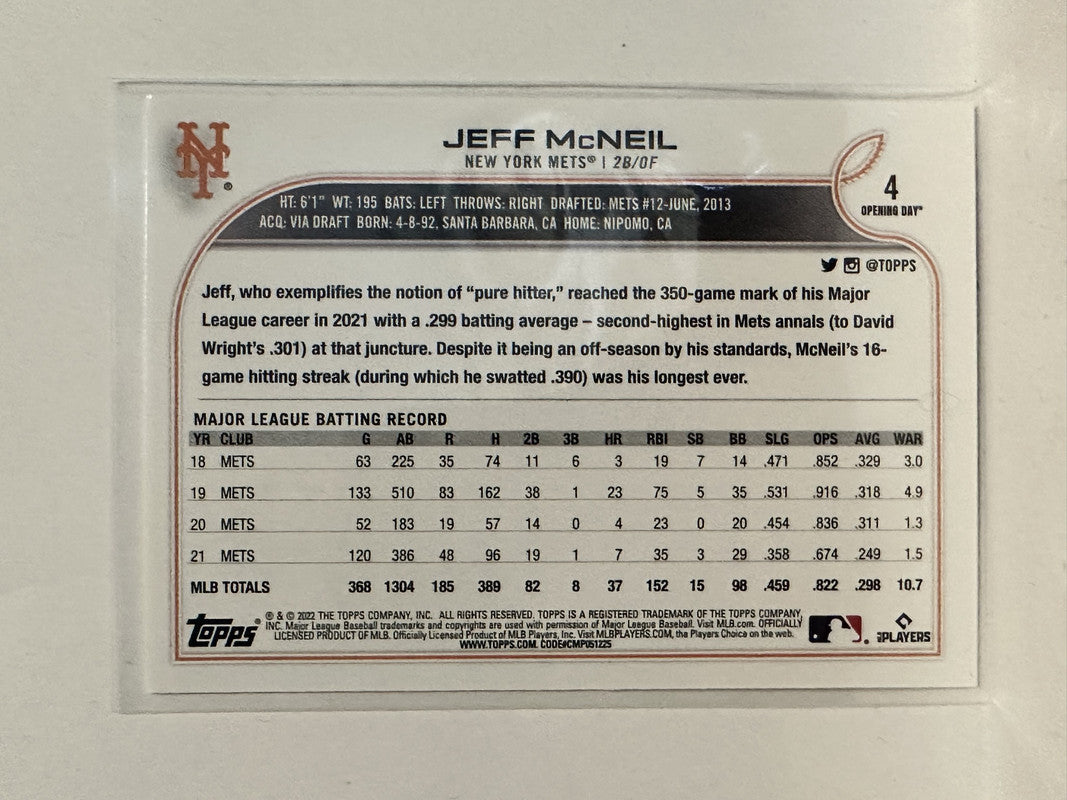 NY
®
JEFF McNEIL
NEW YORK METS® | 2B/OF
4
OPENING DAY™
HT: 6'1" WT: 195 BATS: LEFT THROWS: RIGHT DRAFTED: METS #12-JUNE, 2013
ACQ: VIA DRAFT BORN: 4-8-92, SANTA BARBARA, CA HOME: NIPOMO, CA
@TOPPS
Jeff, who exemplifies the notion of “pure hitter,” reached the 350-game mark of his Major
League career in 2021 with a .299 batting average – second-highest in Mets annals (to David
Wright's .301) at that juncture. Despite it being an off-season by his standards, McNeil's 16-
game hitting streak (during which he swatted .390) was his longest ever.
MAJOR LEAGUE BATTING RECORD
YR CLUB G AB R H 2B 3B HR RBI SB BB SLG OPS AVG WAR
18 METS 63 225 35 74 11 6 3 19 7 14 .471 .852 .329 3.0
19 METS 133 510 83 162 38 1 23 75 5 35 .531 .916 .318 4.9
20 METS 52 183 19 57 14 0 4 23 0 20 .454 .836 .311 1.3
21 METS 120 386 48 96 19 1 7 35 3 29 .358 .674 .249 1.5
MLB TOTALS 368 1304 185 389 82 8 37 152 15 98 .459 .822 .298 10.7
topps®
® & © 2022 THE TOPPS COMPANY, INC. ALL RIGHTS RESERVED. TOPPS IS A REGISTERED TRADEMARK OF THE TOPPS COMPANY,
INC. Major League Baseball trademarks and copyrights are used with permission of Major League Baseball. Visit MLB.com. OFFICIALLY
LICENSED PRODUCT OF MLB. Officially Licensed Product of MLB Players, Inc. Visit MLBPLAYERS.COM, the Players Choice on the web.
WWW.TOPPS.COM. CODE#CMP051225
MLBPLAYERS